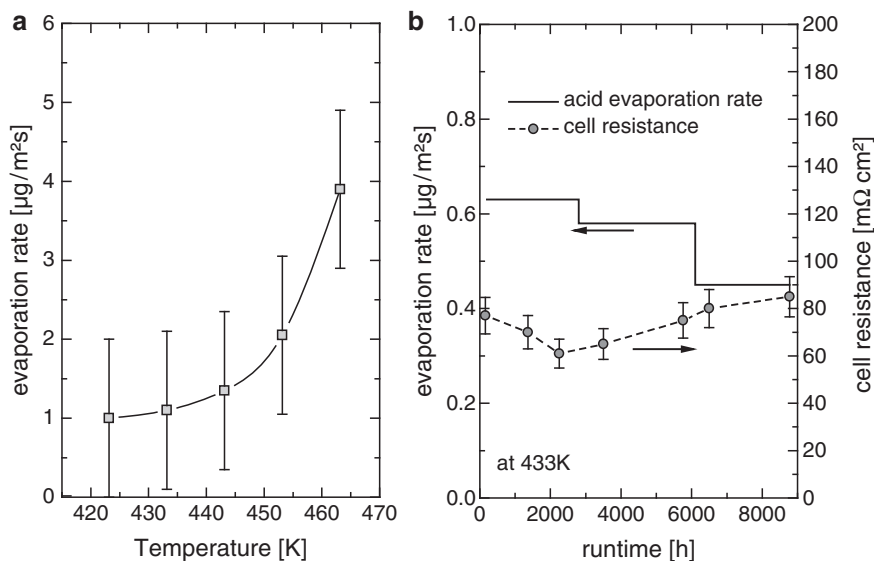 a
6
5
4
3
2
1
0
evaporation rate [µg/m²s]
420 430 440 450 460 470
Temperature [K]
b
1.0
0.8
0.6
0.4
0.2
0.0
evaporation rate [µg/m²s]
acid evaporation rate
cell resistance
at 433K
200
180
160
140
120
100
80
60
40
20
0
cell resistance [mΩ cm²]
0 2000 4000 6000 8000
runtime [h]